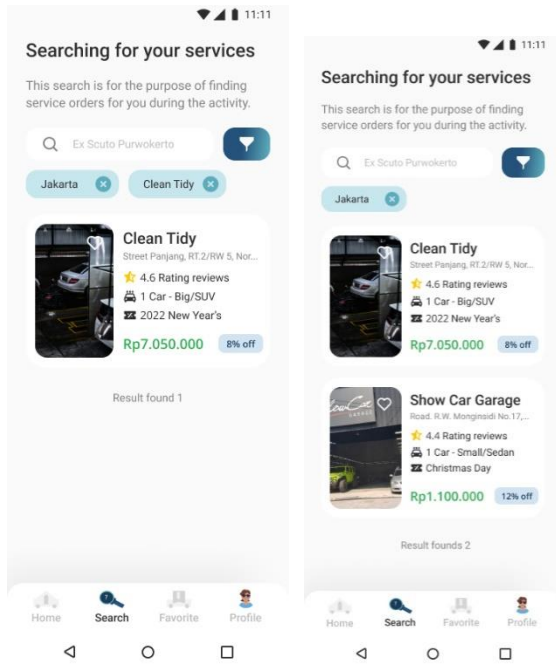 11:11
Searching for your services
This search is for the purpose of finding
service orders for you during the activity.
Ex Scuto Purwokerto
Jakarta
Clean Tidy
Clean Tidy
Street Panjang, RT.2/RW 5, Nor...
4.6 Rating reviews
1 Car - Big/SUV
2022 New Year's
Rp7.050.000
8% off
Result found 1
Home
Search
Favorite
Profile
11:11
Searching for your services
This search is for the purpose of finding
service orders for you during the activity.
Ex Scuto Purwokerto
Jakarta
Clean Tidy
Street Panjang, RT.2/RW 5, Nor...
4.6 Rating reviews
1 Car - Big/SUV
2022 New Year's
Rp7.050.000
8% off
GARAGE
Show Car Garage
Road. R.W. Monginsidi No.17,...
4.4 Rating reviews
1 Car - Small/Sedan
Christmas Day
Rp1.100.000
12% off
Result founds 2
Home
Search
Favorite
Profile